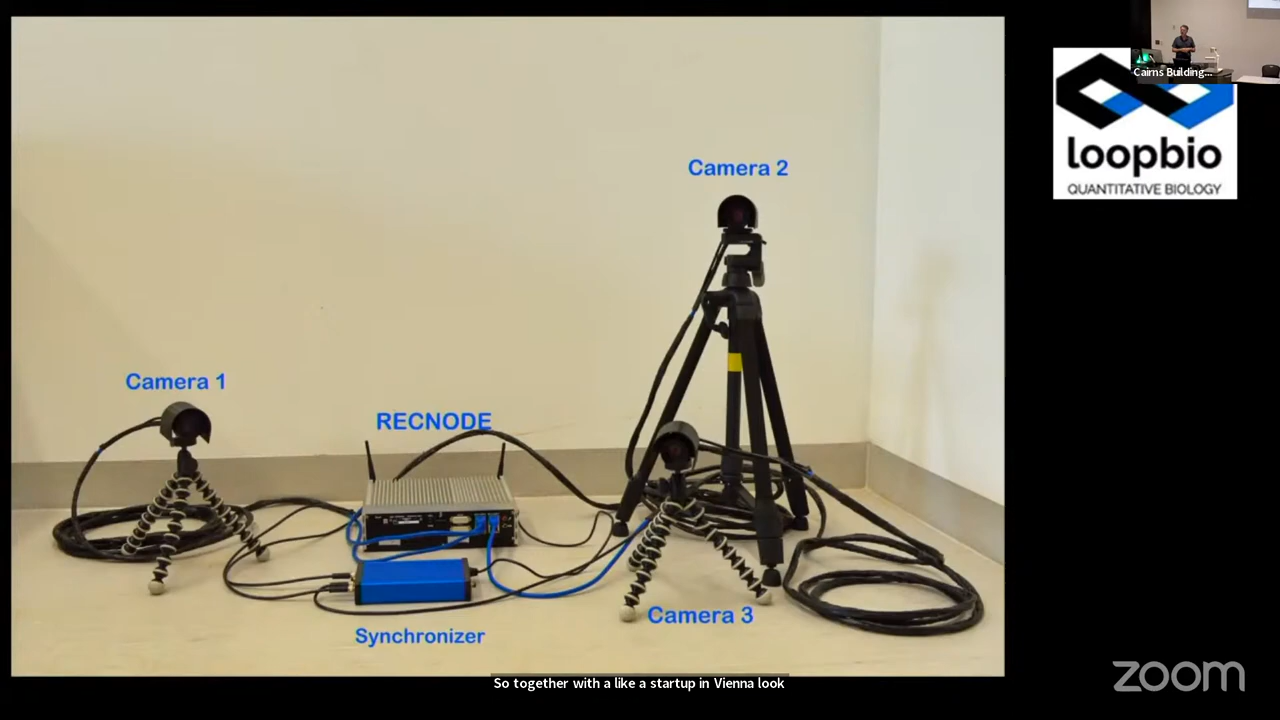 Cairns Building...
loopbio
QUANTITATIVE BIOLOGY
Camera 2
Camera 1
RECNODE
Camera 3
Synchronizer
So together with a like a startup in Vienna look
zoom